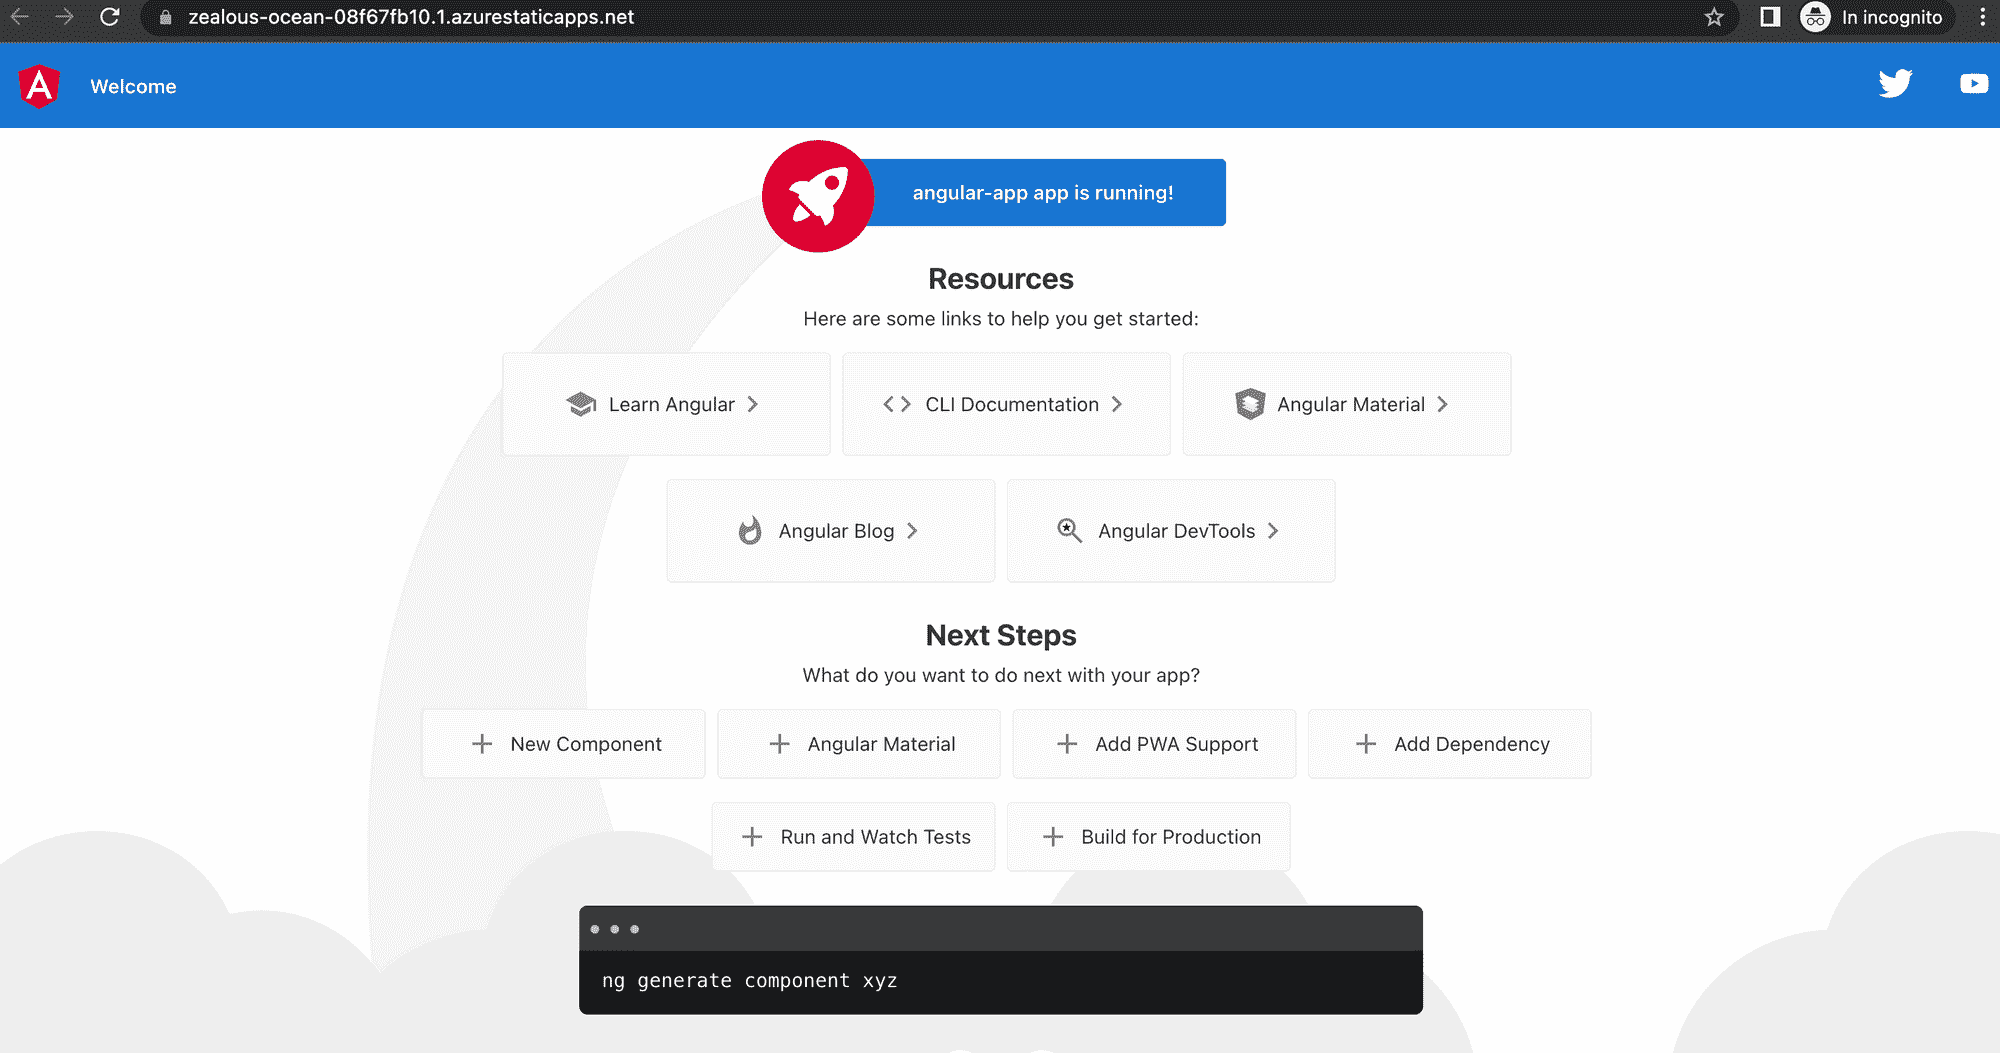 zealous-ocean-08f67fb10.1.azurestaticapps.net
In incognito
A
Welcome
angular-app app is running!
Resources
Here are some links to help you get started:
Learn Angular
CLI Documentation
Angular Material
Angular Blog
Angular DevTools
Next Steps
What do you want to do next with your app?
New Component
Angular Material
Add PWA Support
Add Dependency
Run and Watch Tests
Build for Production
ng generate component xyz